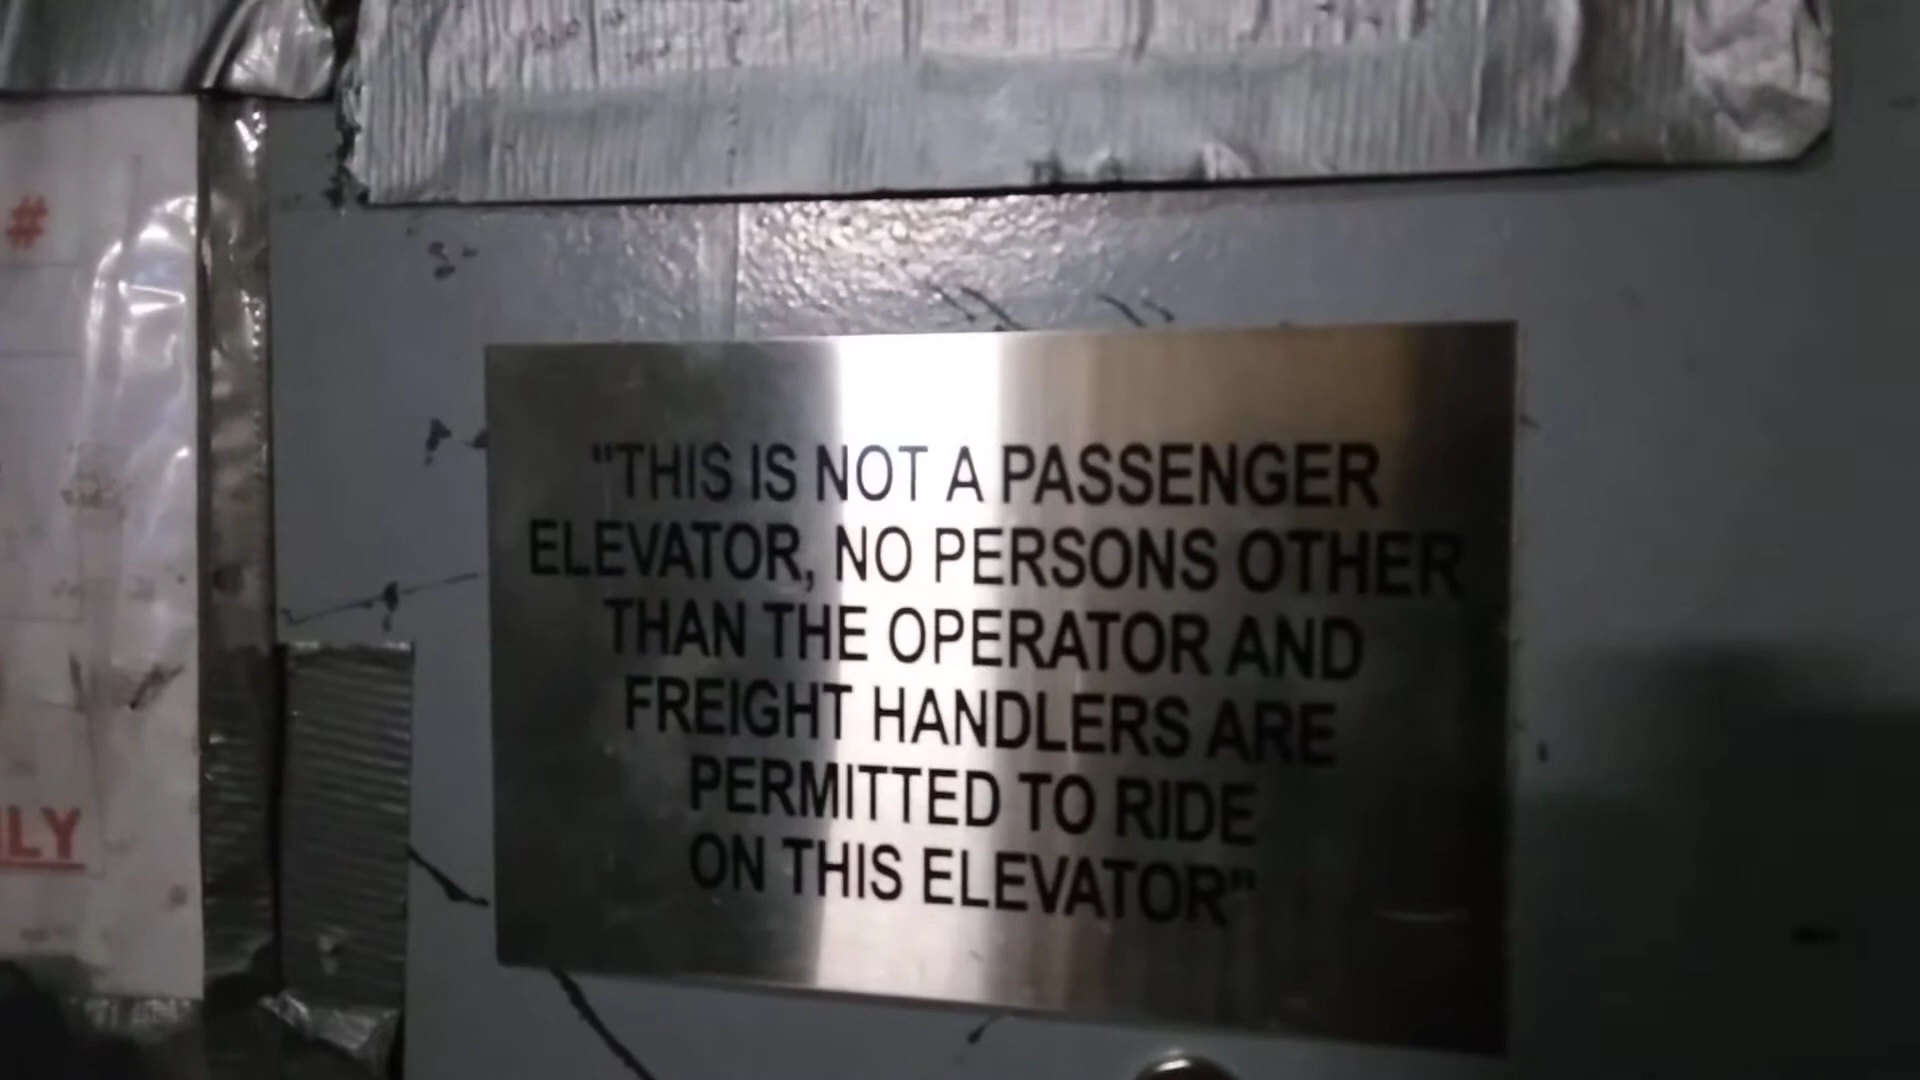 #
"THIS IS NOT A PASSENGER
ELEVATOR, NO PERSONS OTHER
THAN THE OPERATOR AND
FREIGHT HANDLERS ARE
PERMITTED TO RIDE
ON THIS ELEVATOR"